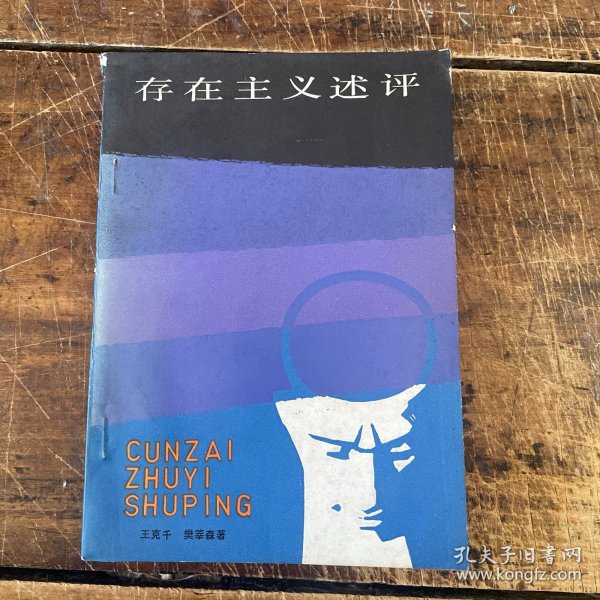 存在主义述评
CUNZAI
ZHUYI
SHUPING
王克千 樊莘森著
孔夫子旧书网
www.kongfz.com